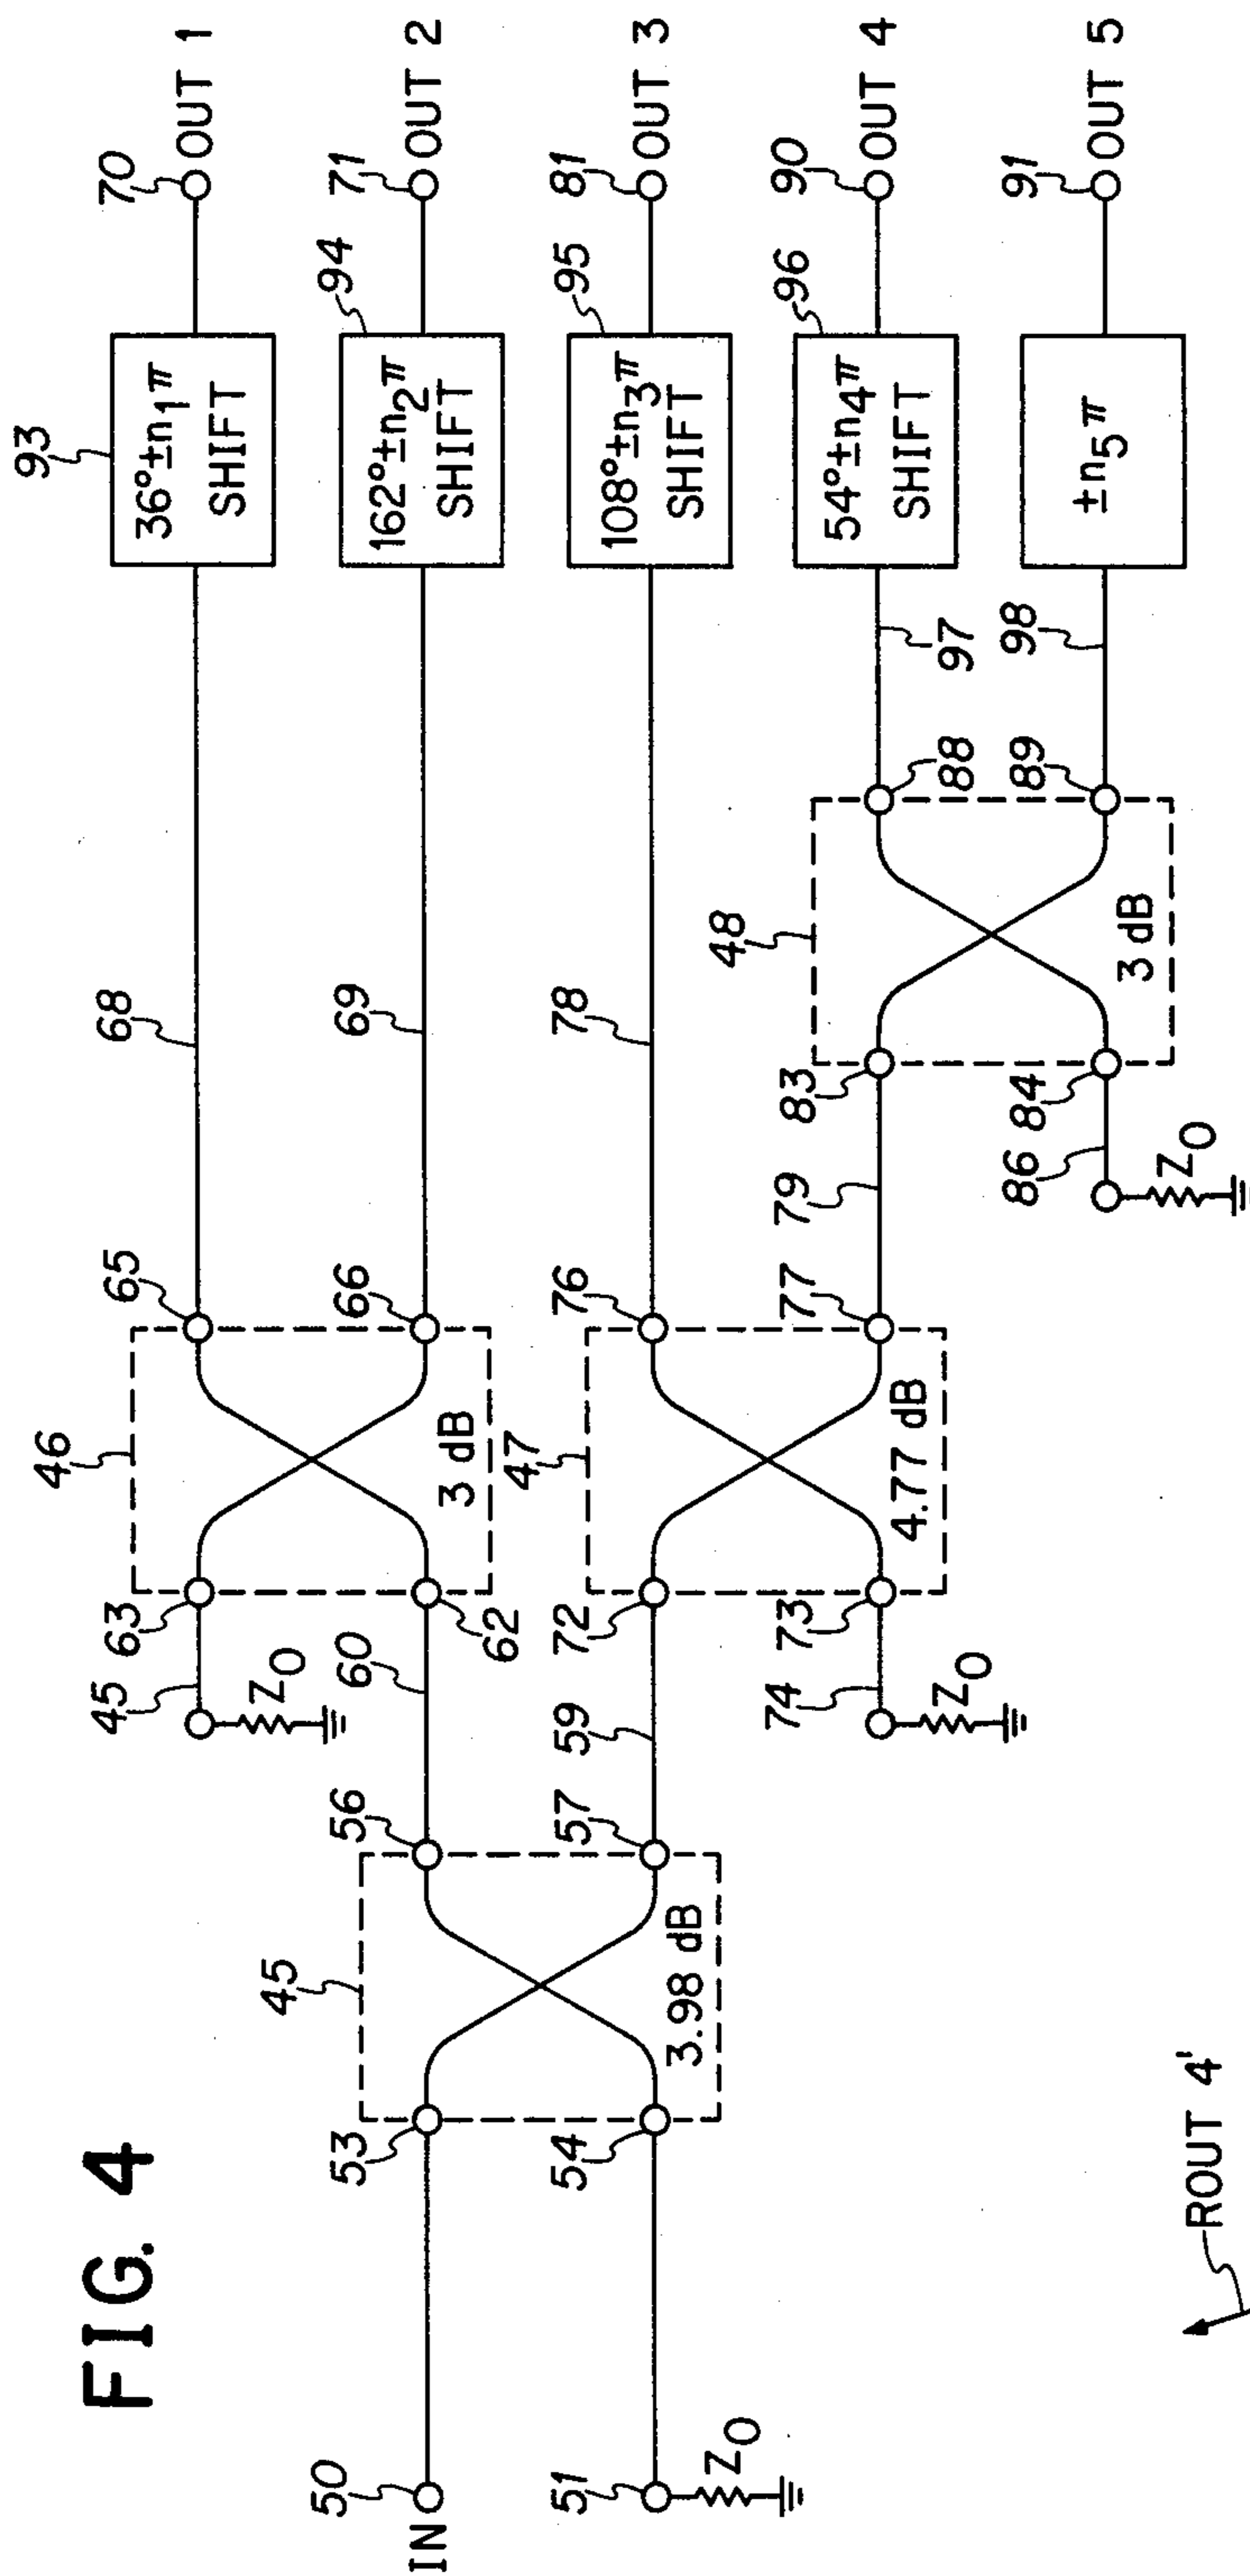 FIG. 4
IN
50
51
Z0
53
54
45
3.98 dB
56
57
60
59
45
Z0
63
62
46
3 dB
65
66
72
73
74
Z0
47
4.77 dB
76
77
68
69
78
79
83
84
86
Z0
48
3 dB
88
89
97
98
93
36°±n1π
SHIFT
94
162°±n2π
SHIFT
95
108°±n3π
SHIFT
96
54°±n4π
SHIFT
±n5π
70
OUT 1
71
OUT 2
81
OUT 3
90
OUT 4
91
OUT 5
ROUT 4'